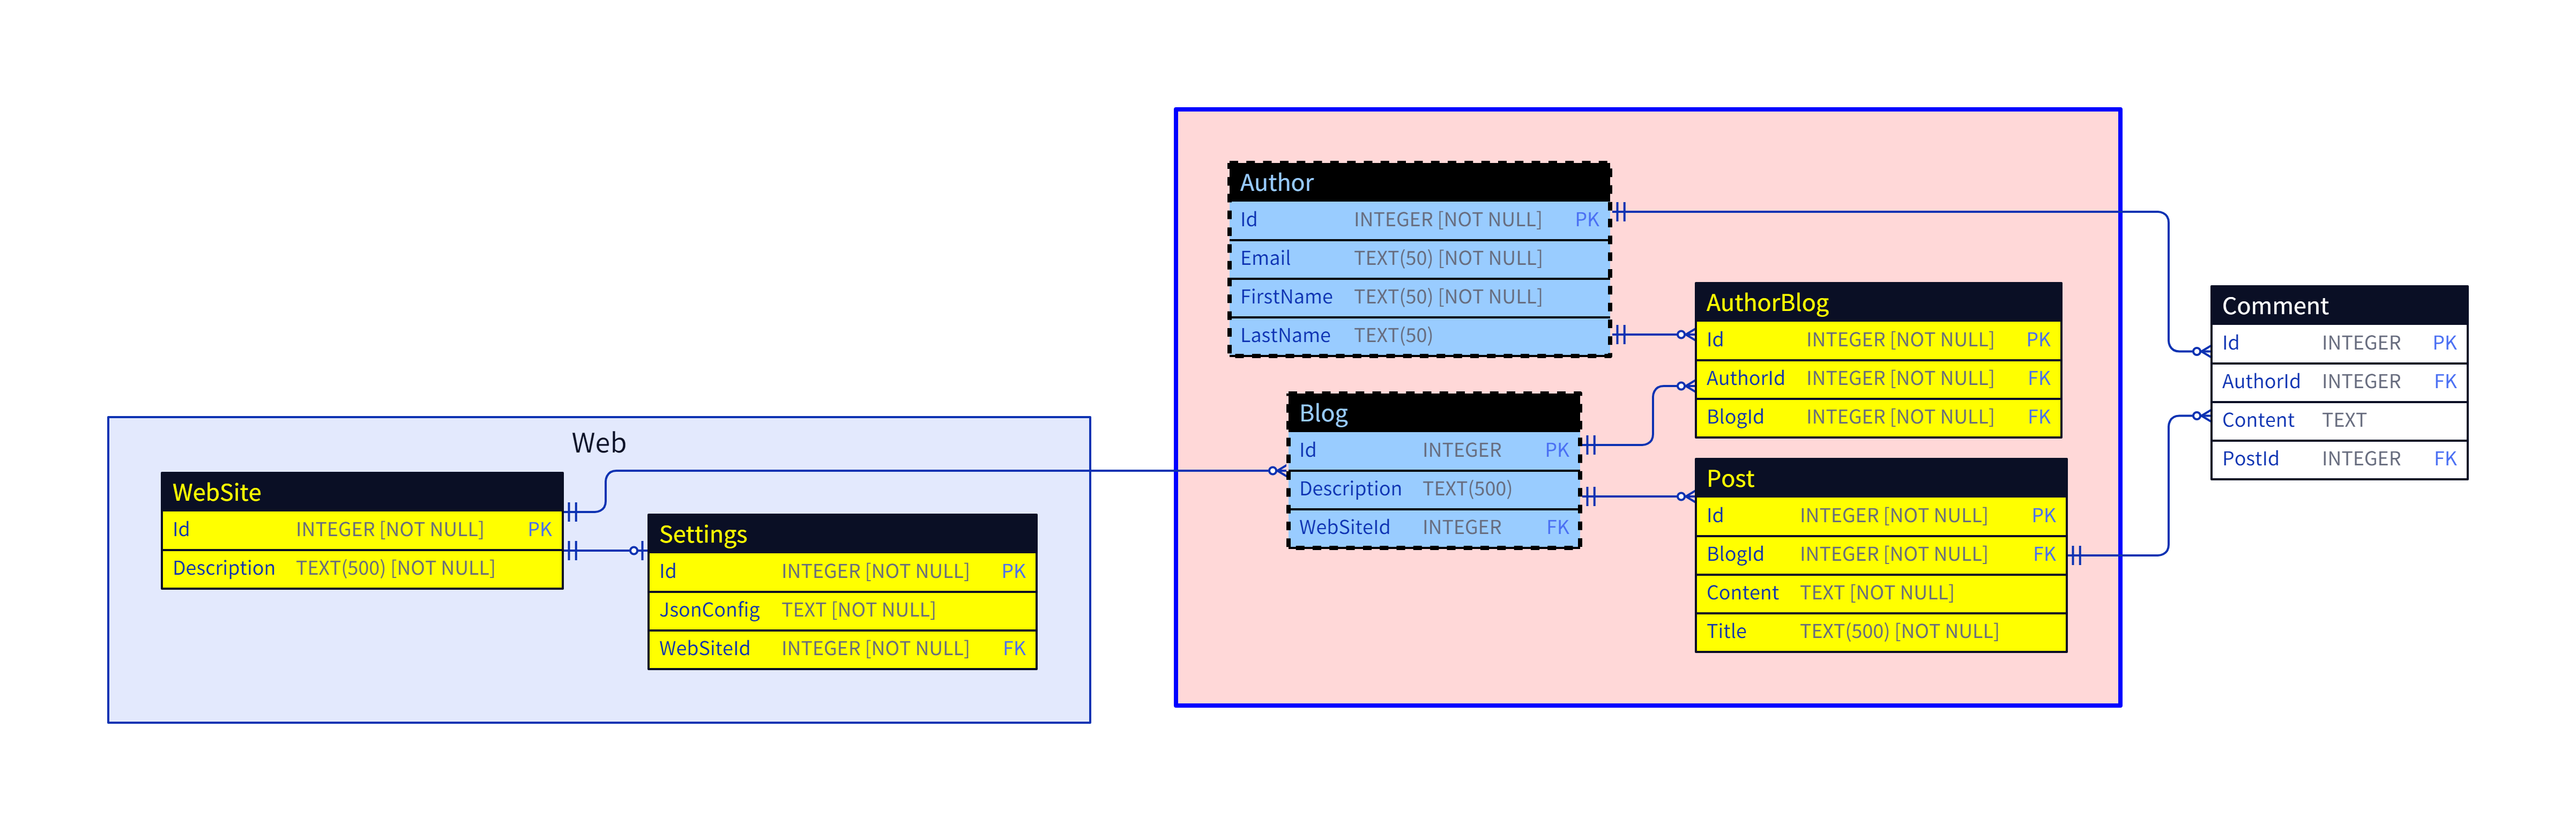 Web
WebSite
Id INTEGER [NOT NULL] PK
Description TEXT(500) [NOT NULL]
Settings
Id INTEGER [NOT NULL] PK
JsonConfig TEXT [NOT NULL]
WebSiteId INTEGER [NOT NULL] FK
Author
Id INTEGER [NOT NULL] PK
Email TEXT(50) [NOT NULL]
FirstName TEXT(50) [NOT NULL]
LastName TEXT(50)
Blog
Id INTEGER PK
Description TEXT(500)
WebSiteId INTEGER FK
AuthorBlog
Id INTEGER [NOT NULL] PK
AuthorId INTEGER [NOT NULL] FK
BlogId INTEGER [NOT NULL] FK
Post
Id INTEGER [NOT NULL] PK
BlogId INTEGER [NOT NULL] FK
Content TEXT [NOT NULL]
Title TEXT(500) [NOT NULL]
Comment
Id INTEGER PK
AuthorId INTEGER FK
Content TEXT
PostId INTEGER FK